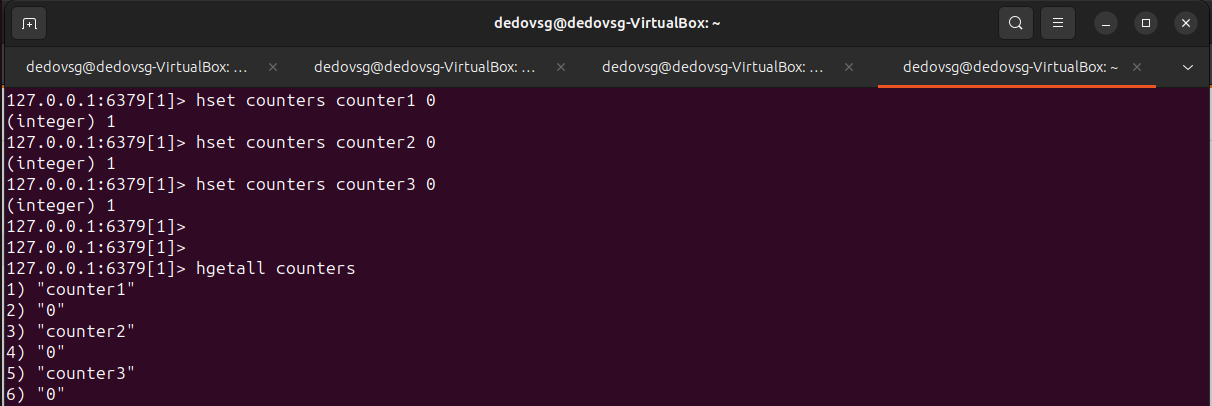 dedovsg@dedovsg-VirtualBox: ~
dedovsg@dedovsg-VirtualBox: ... dedovsg@dedovsg-VirtualBox: ... dedovsg@dedovsg-VirtualBox: ... dedovsg@dedovsg-VirtualBox: ~
127.0.0.1:6379[1]> hset counters counter1 0
(integer) 1
127.0.0.1:6379[1]> hset counters counter2 0
(integer) 1
127.0.0.1:6379[1]> hset counters counter3 0
(integer) 1
127.0.0.1:6379[1]>
127.0.0.1:6379[1]>
127.0.0.1:6379[1]> hgetall counters
1) "counter1"
2) "0"
3) "counter2"
4) "0"
5) "counter3"
6) "0"